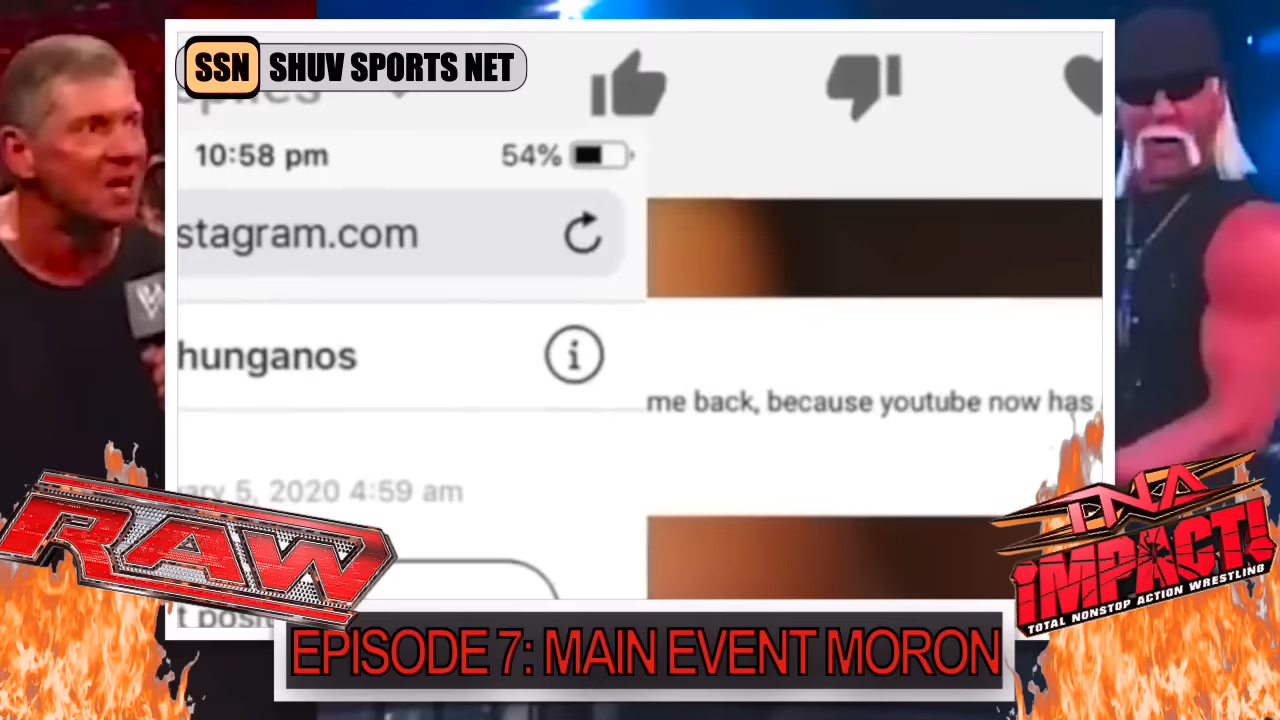 SSN SHUV SPORTS NET
10:58 pm 54%
stagram.com
hunganos
me back, because youtube now has
5, 2020 4:59 am
RAW
TNA
iMPACT!
TOTAL NONSTOP ACTION WRESTLING
EPISODE 7: MAIN EVENT MORON